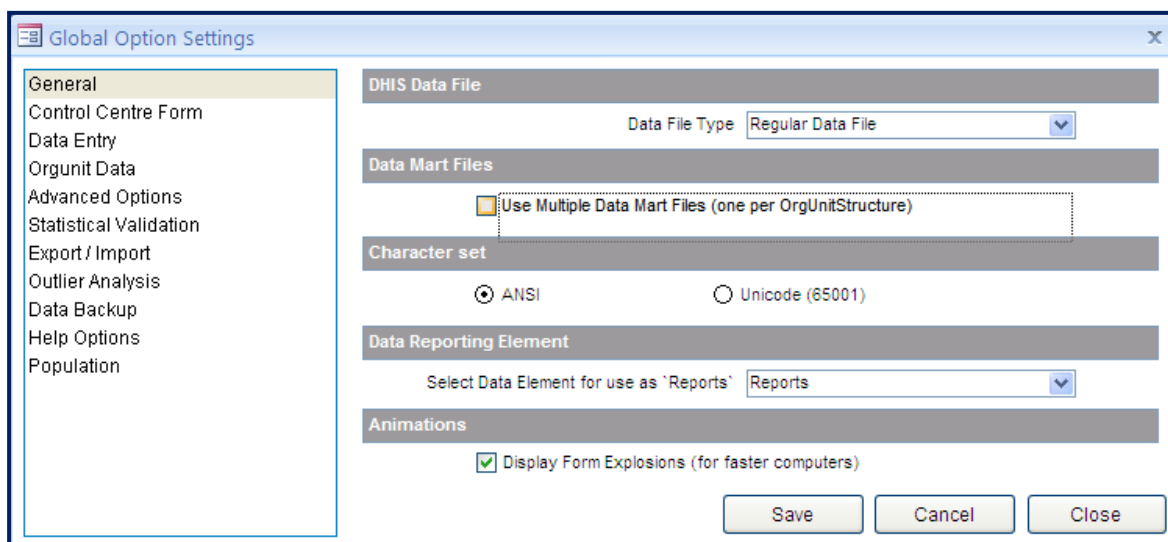 Global Option Settings
General
Control Centre Form
Data Entry
Orgunit Data
Advanced Options
Statistical Validation
Export / Import
Outlier Analysis
Data Backup
Help Options
Population
DHIS Data File
Data File Type Regular Data File
Data Mart Files
Use Multiple Data Mart Files (one per OrgUnitStructure)
Character set
ANSI Unicode (65001)
Data Reporting Element
Select Data Element for use as `Reports` Reports
Animations
Display Form Explosions (for faster computers)
Save Cancel Close